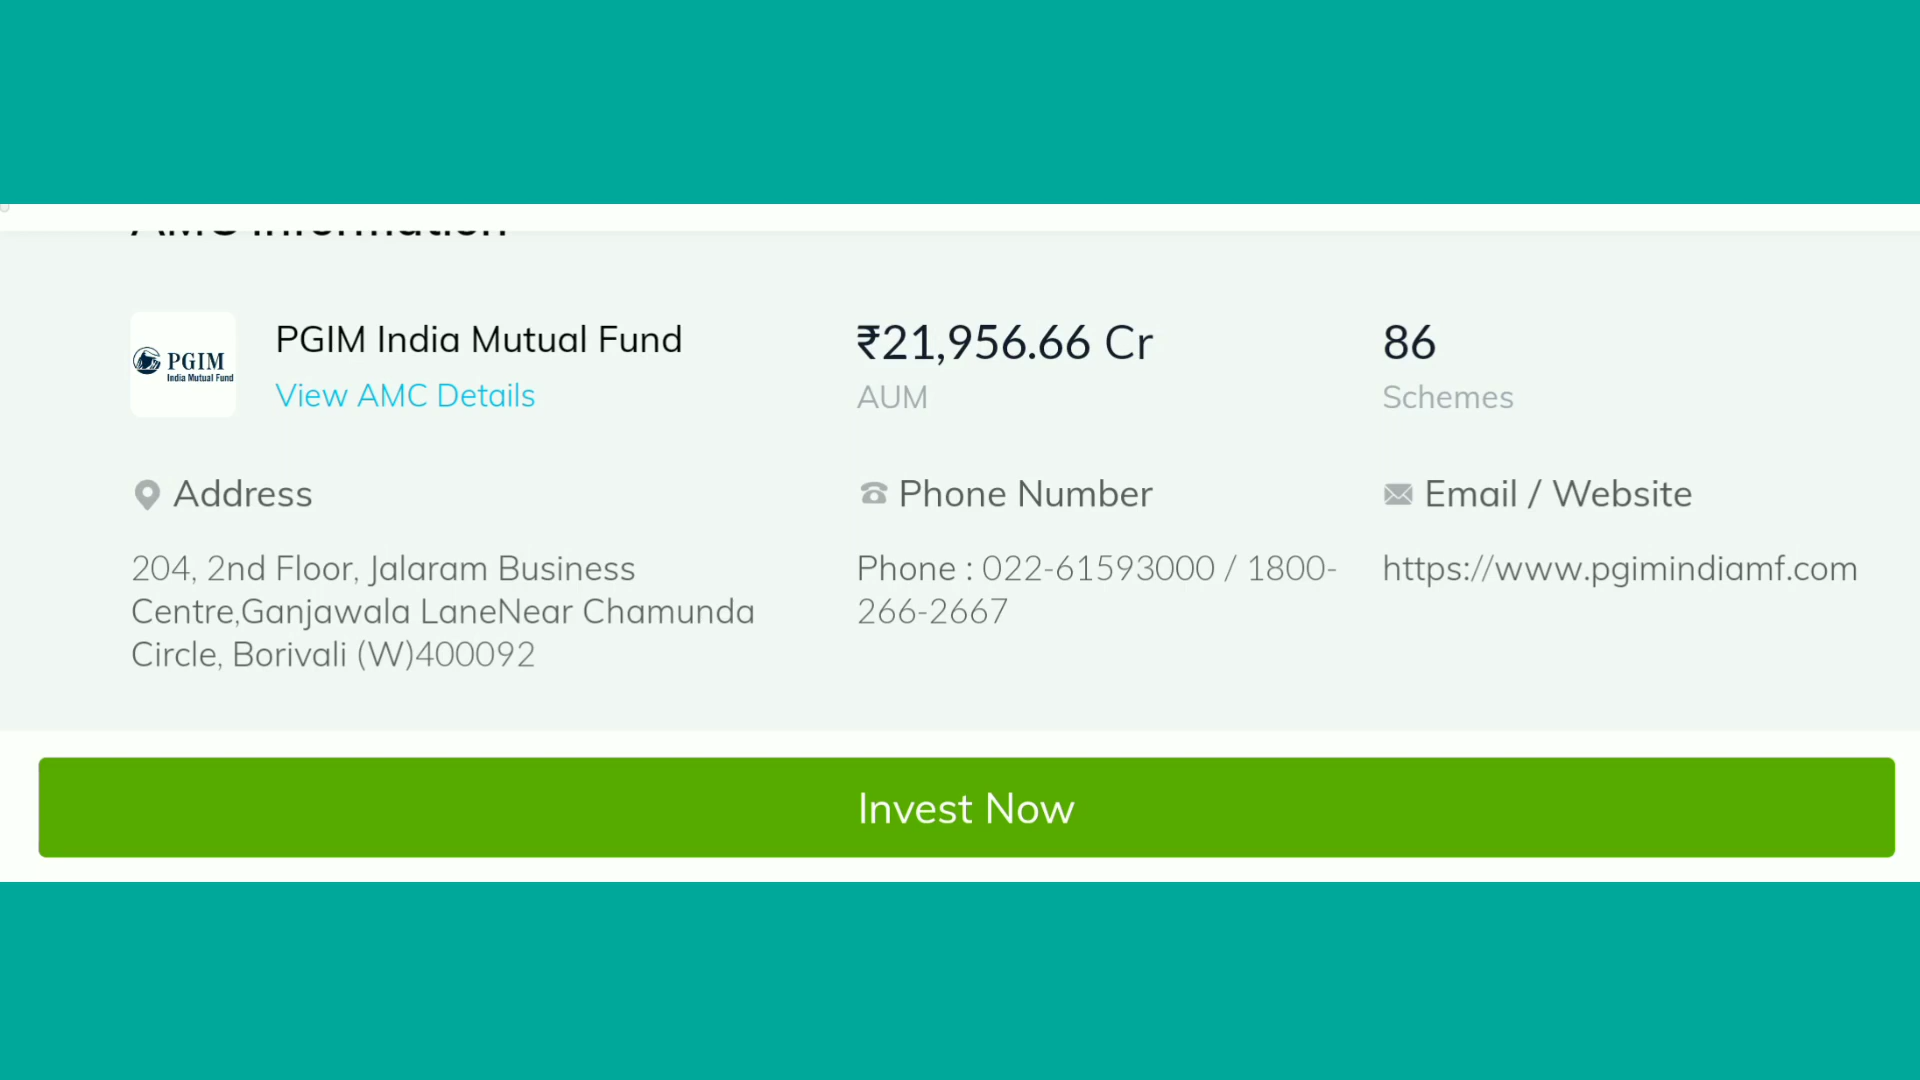 AMC Information
PGIM
India Mutual Fund
PGIM India Mutual Fund
View AMC Details
₹21,956.66 Cr
AUM
86
Schemes
Address
204, 2nd Floor, Jalaram Business
Centre,Ganjawala LaneNear Chamunda
Circle, Borivali (W)400092
Phone Number
Phone : 022-61593000 / 1800-
266-2667
Email / Website
https://www.pgimindiamf.com
Invest Now